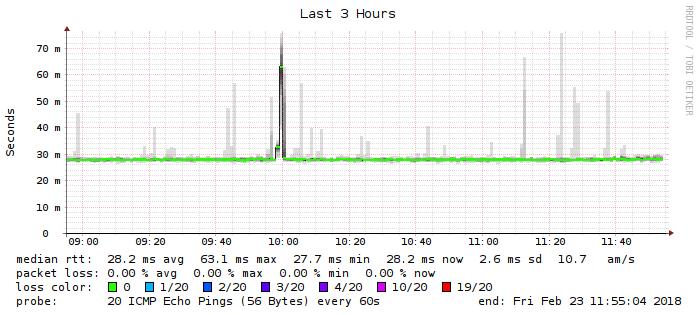 Last 3 Hours
RRDTOOL / TOBI OETIKER
Seconds
70 m
60 m
50 m
40 m
30 m
20 m
10 m
0
09:00 09:20 09:40 10:00 10:20 10:40 11:00 11:20 11:40
median rtt: 28.2 ms avg 63.1 ms max 27.7 ms min 28.2 ms now 2.6 ms sd 10.7 am/s
packet loss: 0.00 % avg 0.00 % max 0.00 % min 0.00 % now
loss color: 0 1/20 2/20 3/20 4/20 10/20 19/20
probe: 20 ICMP Echo Pings (56 Bytes) every 60s end: Fri Feb 23 11:55:04 2018